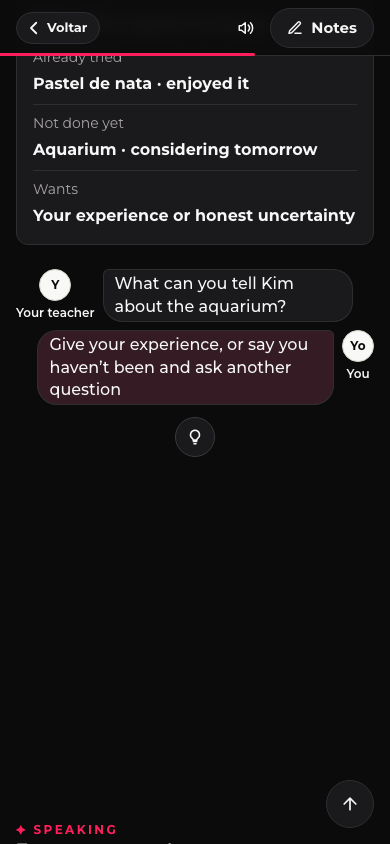 Voltar
Notes
Already tried
Pastel de nata · enjoyed it
Not done yet
Aquarium · considering tomorrow
Wants
Your experience or honest uncertainty
Y
Your teacher
What can you tell Kim
about the aquarium?
Give your experience, or say you
haven’t been and ask another
question
Yo
You
SPEAKING